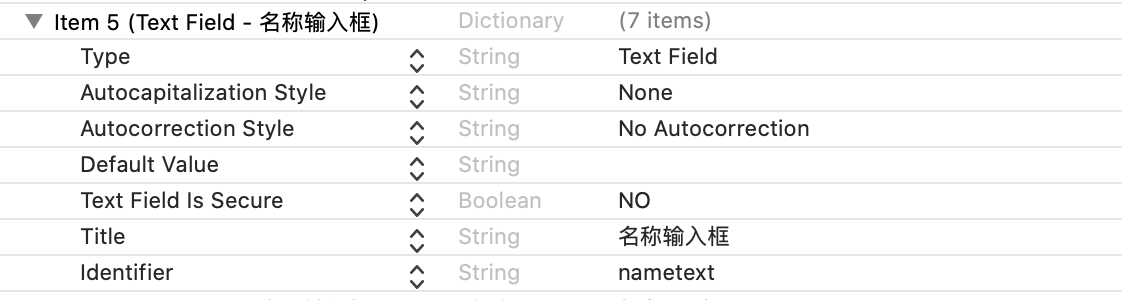 Item 5 (Text Field - 名称输入框) Dictionary (7 items)
Type String Text Field
Autocapitalization Style String None
Autocorrection Style String No Autocorrection
Default Value String
Text Field Is Secure Boolean NO
Title String 名称输入框
Identifier String nametext